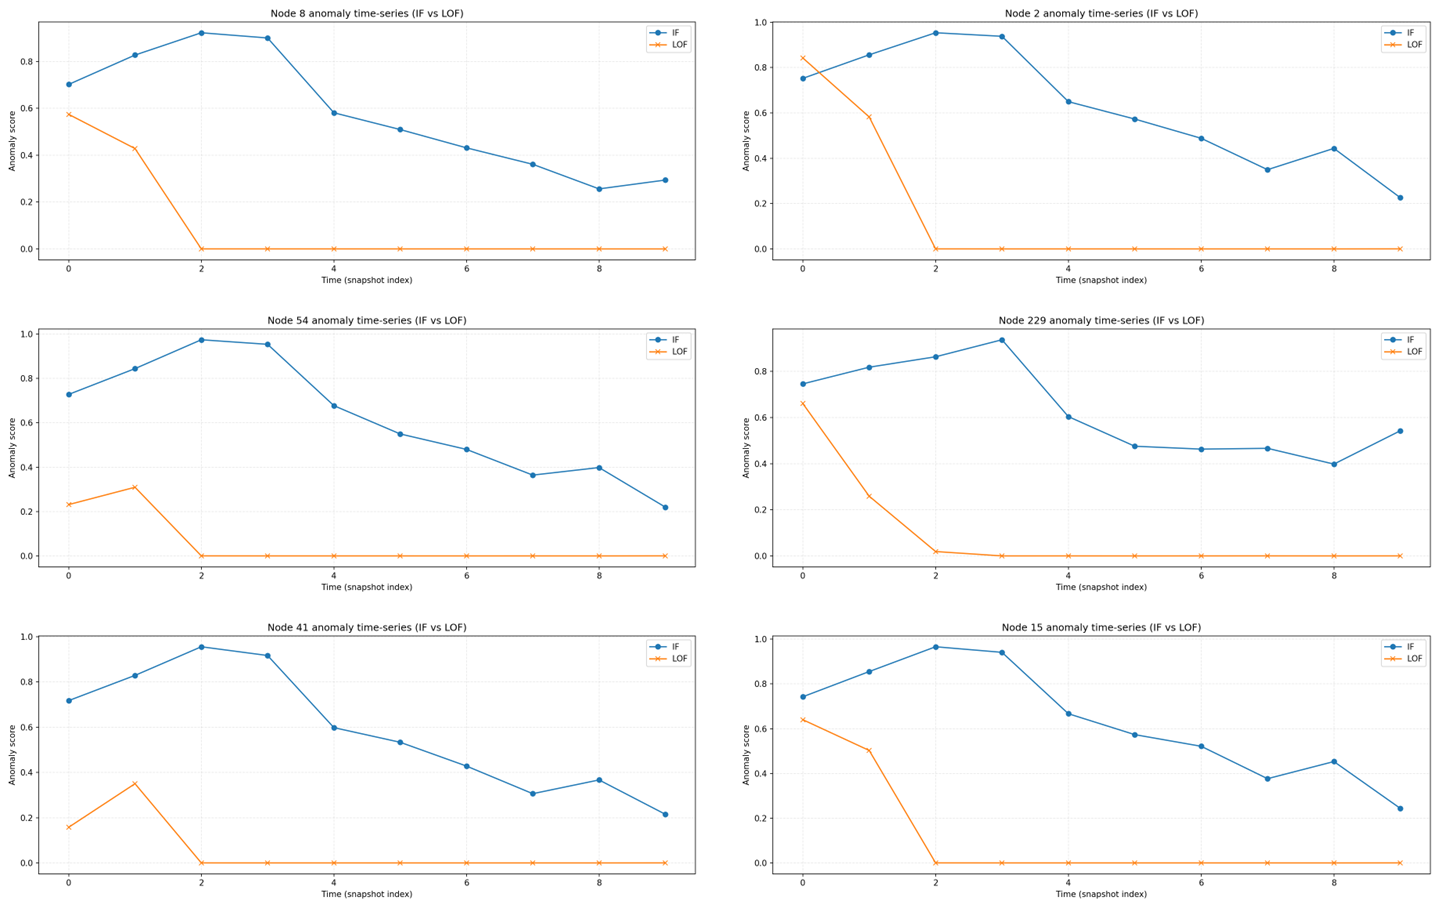 Node 8 anomaly time-series (IF vs LOF)
IF
LOF
Anomaly score
0.8
0.6
0.4
0.2
0.0
0 2 4 6 8
Time (snapshot index)
Node 2 anomaly time-series (IF vs LOF)
IF
LOF
Anomaly score
1.0
0.8
0.6
0.4
0.2
0.0
0 2 4 6 8
Time (snapshot index)
Node 54 anomaly time-series (IF vs LOF)
IF
LOF
Anomaly score
1.0
0.8
0.6
0.4
0.2
0.0
0 2 4 6 8
Time (snapshot index)
Node 229 anomaly time-series (IF vs LOF)
IF
LOF
Anomaly score
0.8
0.6
0.4
0.2
0.0
0 2 4 6 8
Time (snapshot index)
Node 41 anomaly time-series (IF vs LOF)
IF
LOF
Anomaly score
1.0
0.8
0.6
0.4
0.2
0.0
0 2 4 6 8
Time (snapshot index)
Node 15 anomaly time-series (IF vs LOF)
IF
LOF
Anomaly score
1.0
0.8
0.6
0.4
0.2
0.0
0 2 4 6 8
Time (snapshot index)